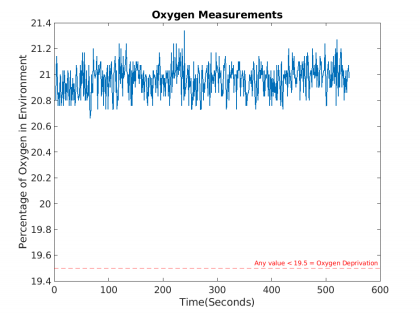 Oxygen Measurements
Percentage of Oxygen in Environment
21.4
21.2
21
20.8
20.6
20.4
20.2
20
19.8
19.6
19.4
Any value < 19.5 = Oxygen Deprivation
0 100 200 300 400 500 600
Time(Seconds)